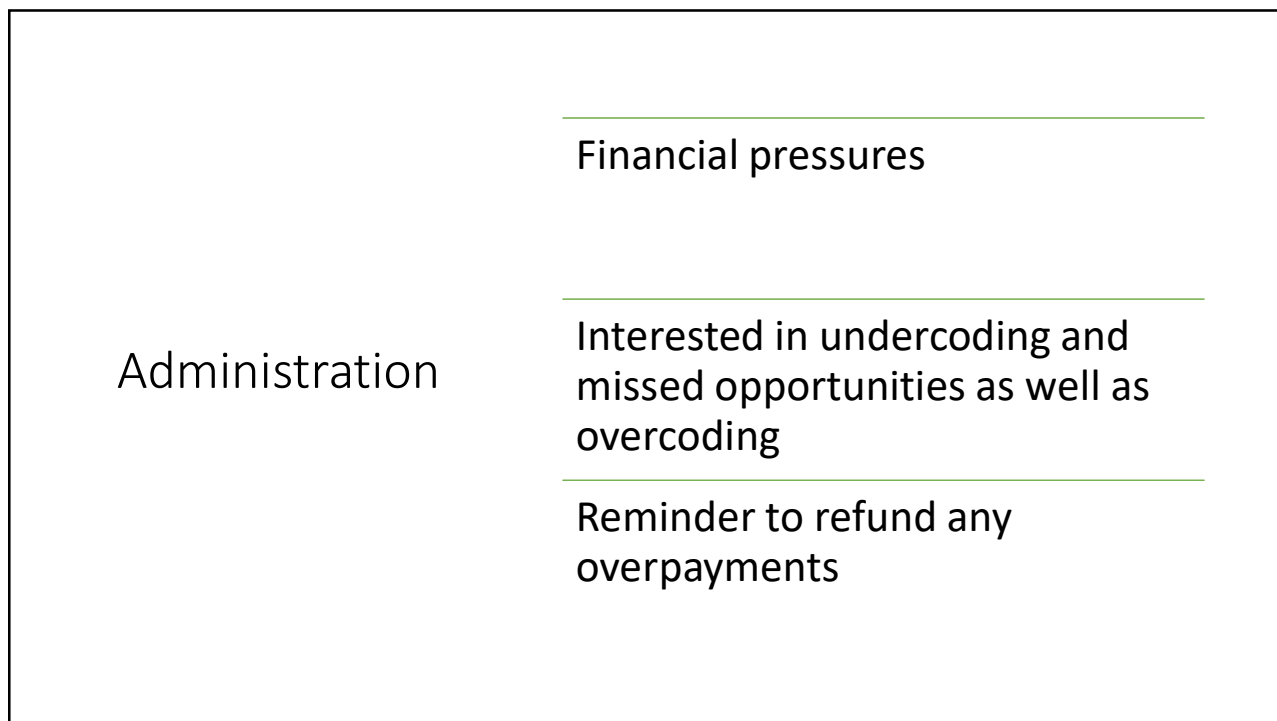 Administration
Financial pressures
Interested in undercoding and
missed opportunities as well as
overcoding
Reminder to refund any
overpayments